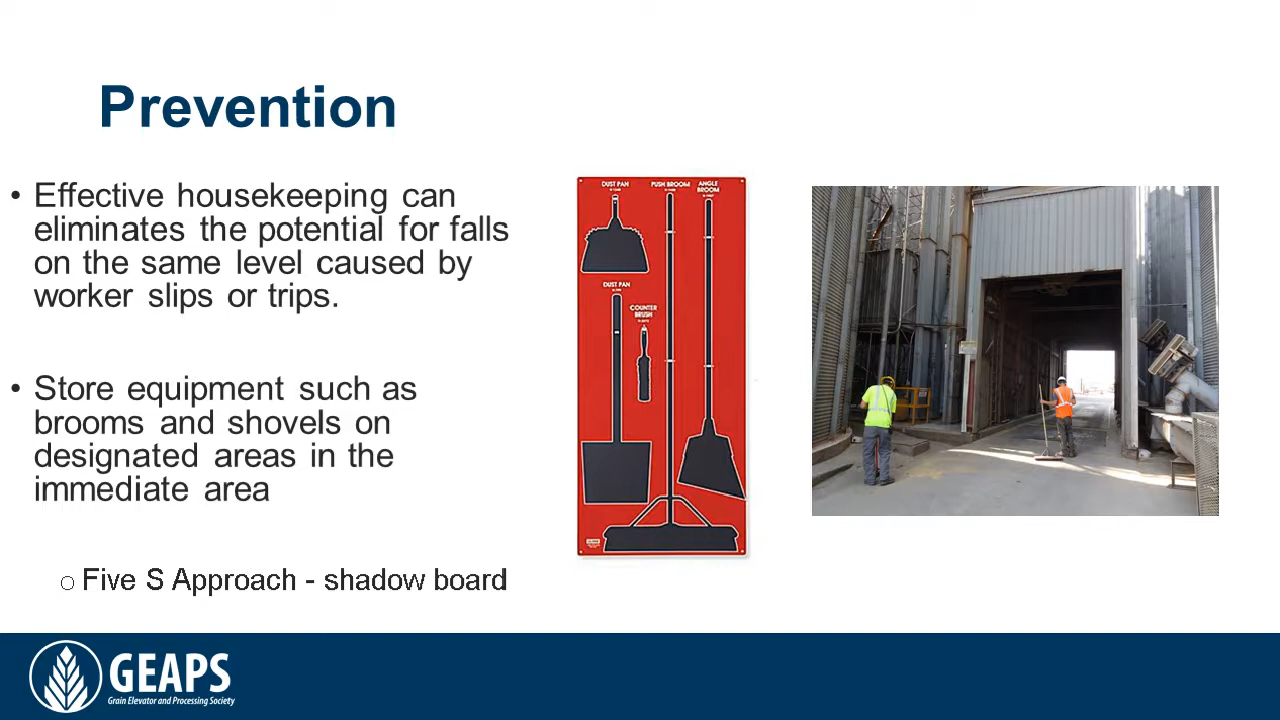 Prevention
• Effective housekeeping can
eliminates the potential for falls
on the same level caused by
worker slips or trips.
• Store equipment such as
brooms and shovels on
designated areas in the
immediate area
o Five S Approach - shadow board
DUST PAN
PUSH BROOM
ANGLE
BROOM
DUST PAN
COUNTER
BRUSH
GEAPS
Grain Elevator and Processing Society